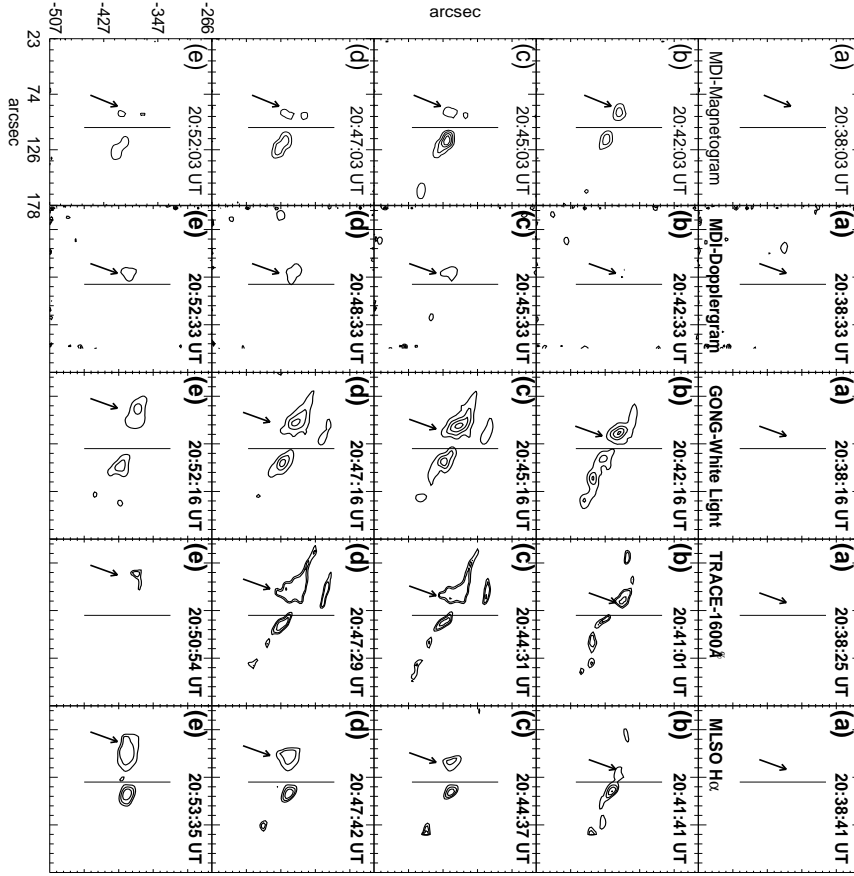 (a) 20:38:03 UT (a) 20:38:33 UT (a) 20:38:16 UT (a) 20:38:25 UT (a) 20:38:41 UT
MDI-Magnetogram MDI-Dopplergram GONG-White Light TRACE-1600Å MLSO Hα
(b) 20:42:03 UT (b) 20:42:33 UT (b) 20:42:16 UT (b) 20:41:01 UT (b) 20:41:41 UT
(c) 20:45:03 UT (c) 20:45:33 UT (c) 20:45:16 UT (c) 20:44:31 UT (c) 20:44:37 UT
arcsec
(d) 20:47:03 UT (d) 20:48:33 UT (d) 20:47:16 UT (d) 20:47:29 UT (d) 20:47:42 UT
-266
(e) 20:52:03 UT (e) 20:52:33 UT (e) 20:52:16 UT (e) 20:50:54 UT (e) 20:53:35 UT
-347
-427
-507
23 74 126 178
arcsec